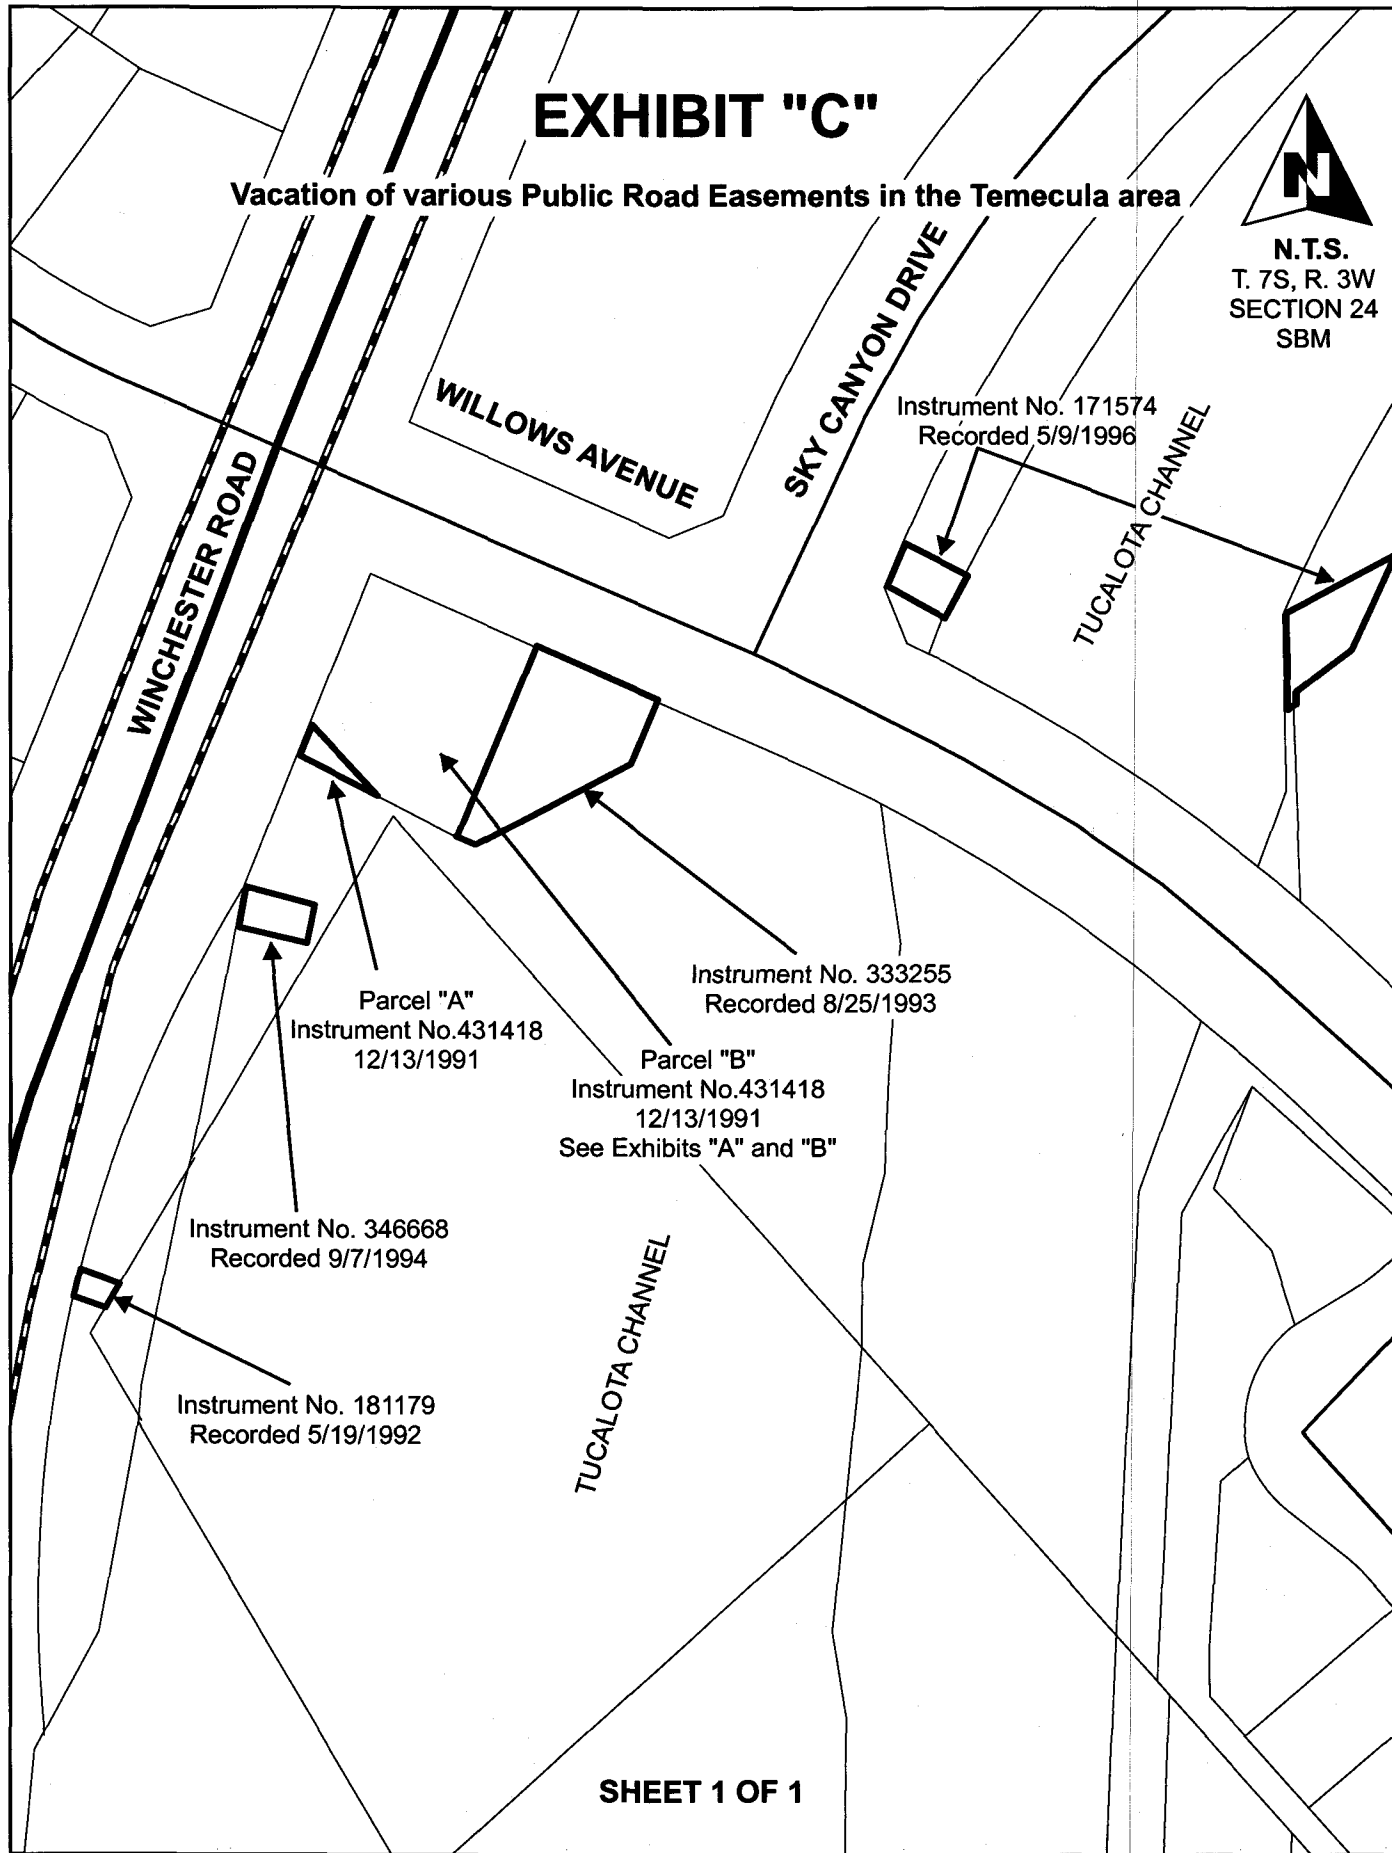 EXHIBIT "C"
Vacation of various Public Road Easements in the Temecula area
N
N.T.S.
T. 7S, R. 3W
SECTION 24
SBM
SKY CANYON DRIVE
WILLOWS AVENUE
Instrument No. 171574
Recorded 5/9/1996
TUCALOTA CHANNEL
WINCHESTER ROAD
Instrument No. 333255
Recorded 8/25/1993
Parcel "A"
Instrument No.431418
12/13/1991
Parcel "B"
Instrument No.431418
12/13/1991
See Exhibits "A" and "B"
Instrument No. 346668
Recorded 9/7/1994
TUCALOTA CHANNEL
Instrument No. 181179
Recorded 5/19/1992
SHEET 1 OF 1